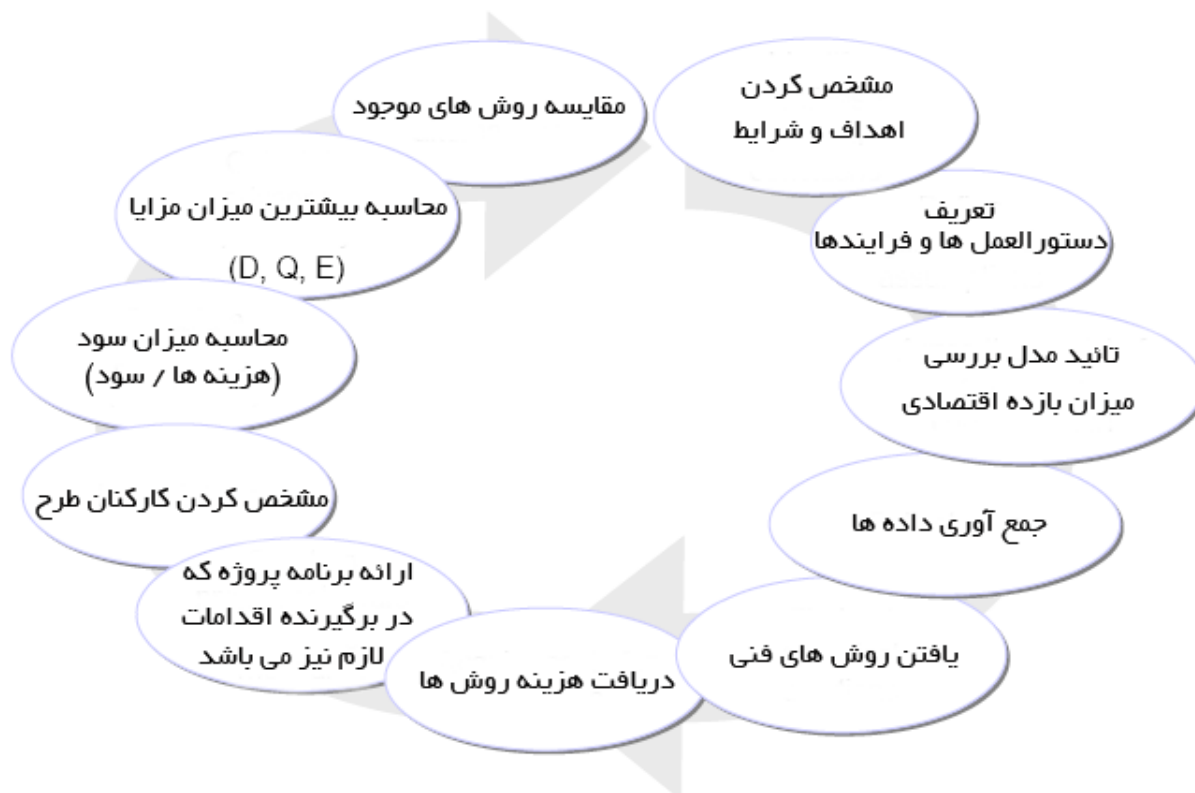 مشخص کردن
اهداف و شرایط
تعریف
دستورالعمل ها و فرایندها
تائید مدل بررسی
میزان بازده اقتصادی
جمع آوری داده ها
یافتن روش های فنی
دریافت هزینه روش ها
ارائه برنامه پروژه که
در برگیرنده اقدامات
لازم نیز می باشد
مشخص کردن کارکنان طرح
محاسبه میزان سود
(هزینه ها / سود)
محاسبه بیشترین میزان مزایا
(D, Q, E)
مقایسه روش های موجود